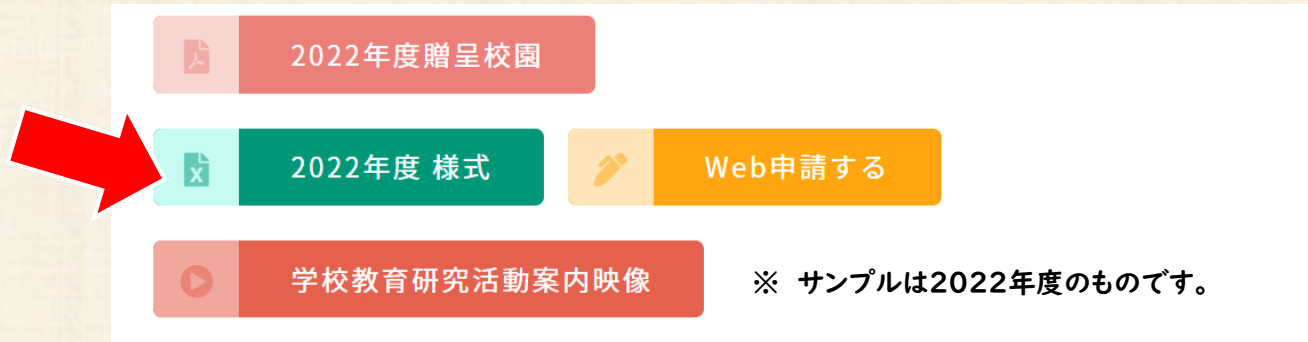 2022年度贈呈校園
2022年度 様式
Web申請する
学校教育研究活動案内映像
※ サンプルは2022年度のものです。